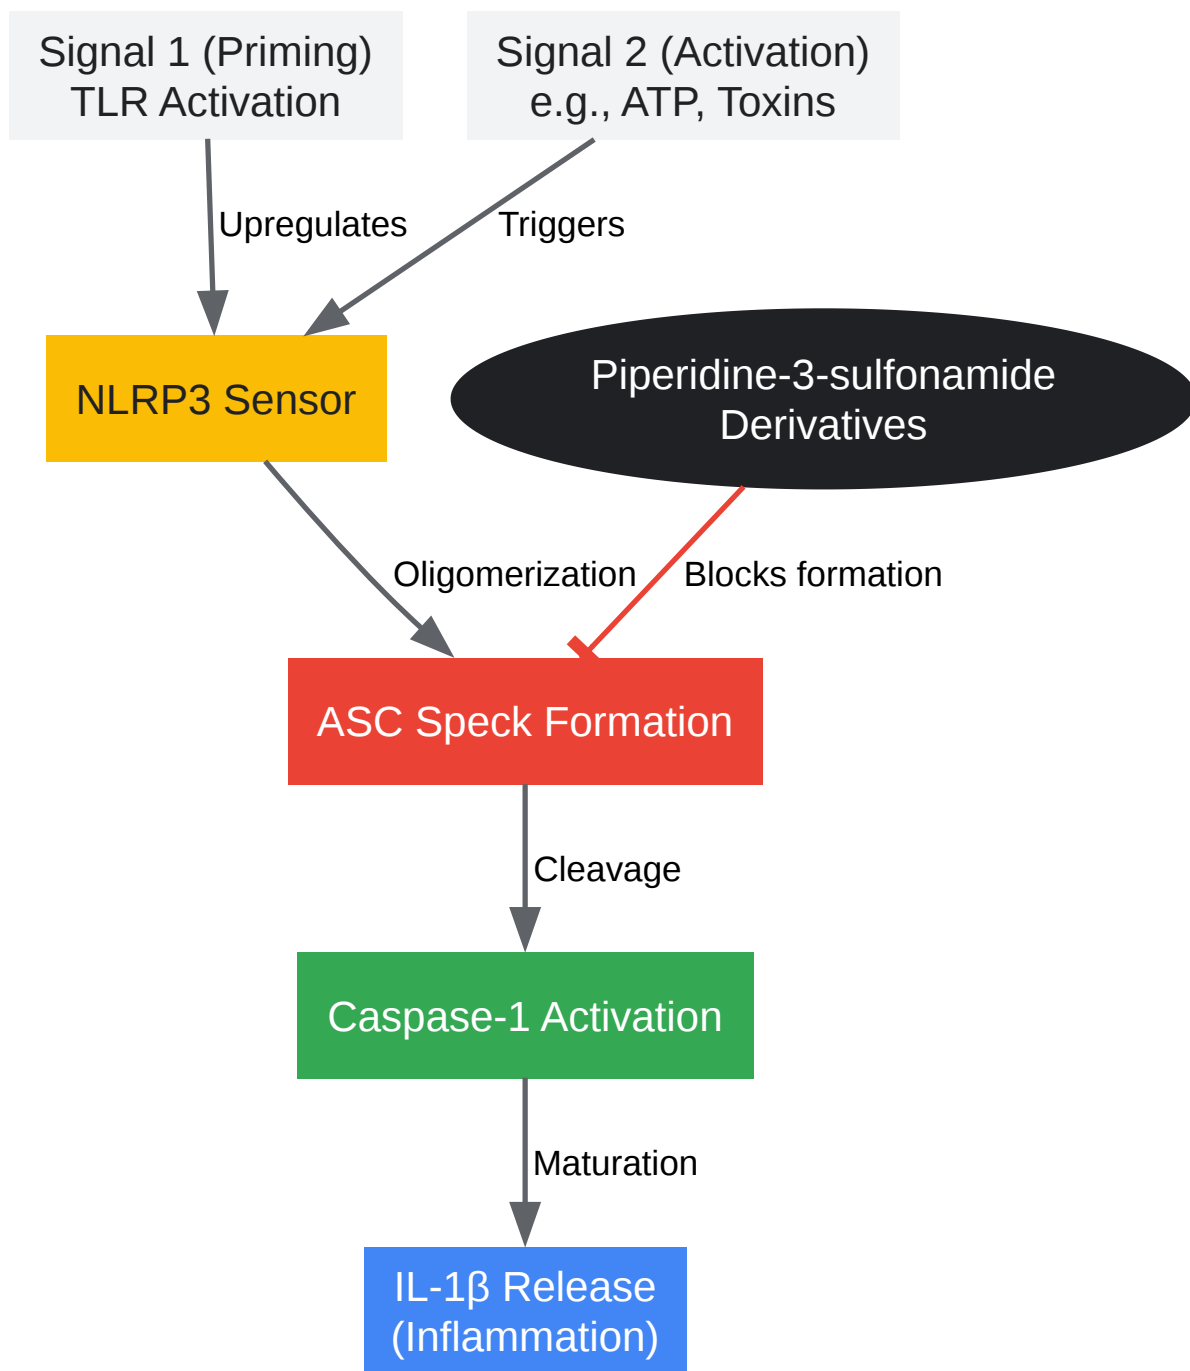 Signal 1 (Priming)
TLR Activation
Signal 2 (Activation)
e.g., ATP, Toxins
Upregulates
Triggers
NLRP3 Sensor
Piperidine-3-sulfonamide
Derivatives
Oligomerization
Blocks formation
ASC Speck Formation
Cleavage
Caspase-1 Activation
Maturation
IL-1β Release
(Inflammation)